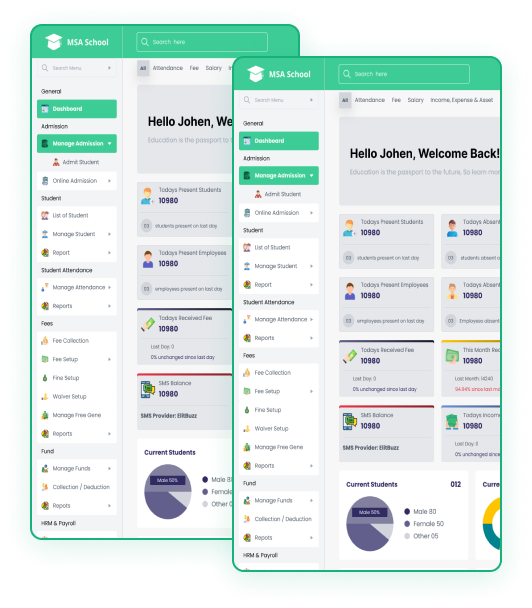 MSA School
Search here
Search Menu
All Attendance Fee Salary
General
Dashboard
Admission
Manage Admission
Admit Student
Online Admission
Student
List of Student
Manage Student
Report
Student Attendance
Manage Attendance
Reports
Fees
Fee Collection
Fee Setup
Fine Setup
Waiver Setup
Manage Free Gene
Reports
Fund
Manage Funds
Collection / Deduction
Repots
HRM & Payroll
Hello Johen, We
Education is the passport to
Todays Present Students
10980
03 students present on last day
Todays Present Employees
10980
03 employees present on last day
Todays Received Fee
10980
Last Day: 0
0% unchanged since last day
SMS Balance
10980
SMS Provider: ElitBuzz
Current Students
Male 50%
Male 8
Female
Other 0
MSA School
Search here
Search Menu
All Attendance Fee Salary Income, Expense & Asset
General
Dashboard
Admission
Manage Admission
Admit Student
Online Admission
Student
List of Student
Manage Student
Report
Student Attendance
Manage Attendance
Reports
Fees
Fee Collection
Fee Setup
Fine Setup
Waiver Setup
Manage Free Gene
Reports
Fund
Manage Funds
Collection / Deduction
Repots
HRM & Payroll
Hello Johen, Welcome Back!
Education is the passport to the future, So learn mor
Todays Present Students
10980
03 students present on last day
Todays Absent
10980
03 students absent o
Todays Present Employees
10980
03 employees present on last day
Todays Absent
10980
03 Employees absent
Todays Received Fee
10980
Last Day: 0
0% unchanged since last day
This Month Rec
10980
Last Month: 14240
94.94% since last mo
SMS Balance
10980
SMS Provider: ElitBuzz
Todays Incom
10980
Last Day: 0
0% unchanged sinc
Current Students 012
Male 50%
Male 80
Female 50
Other 05
Curre